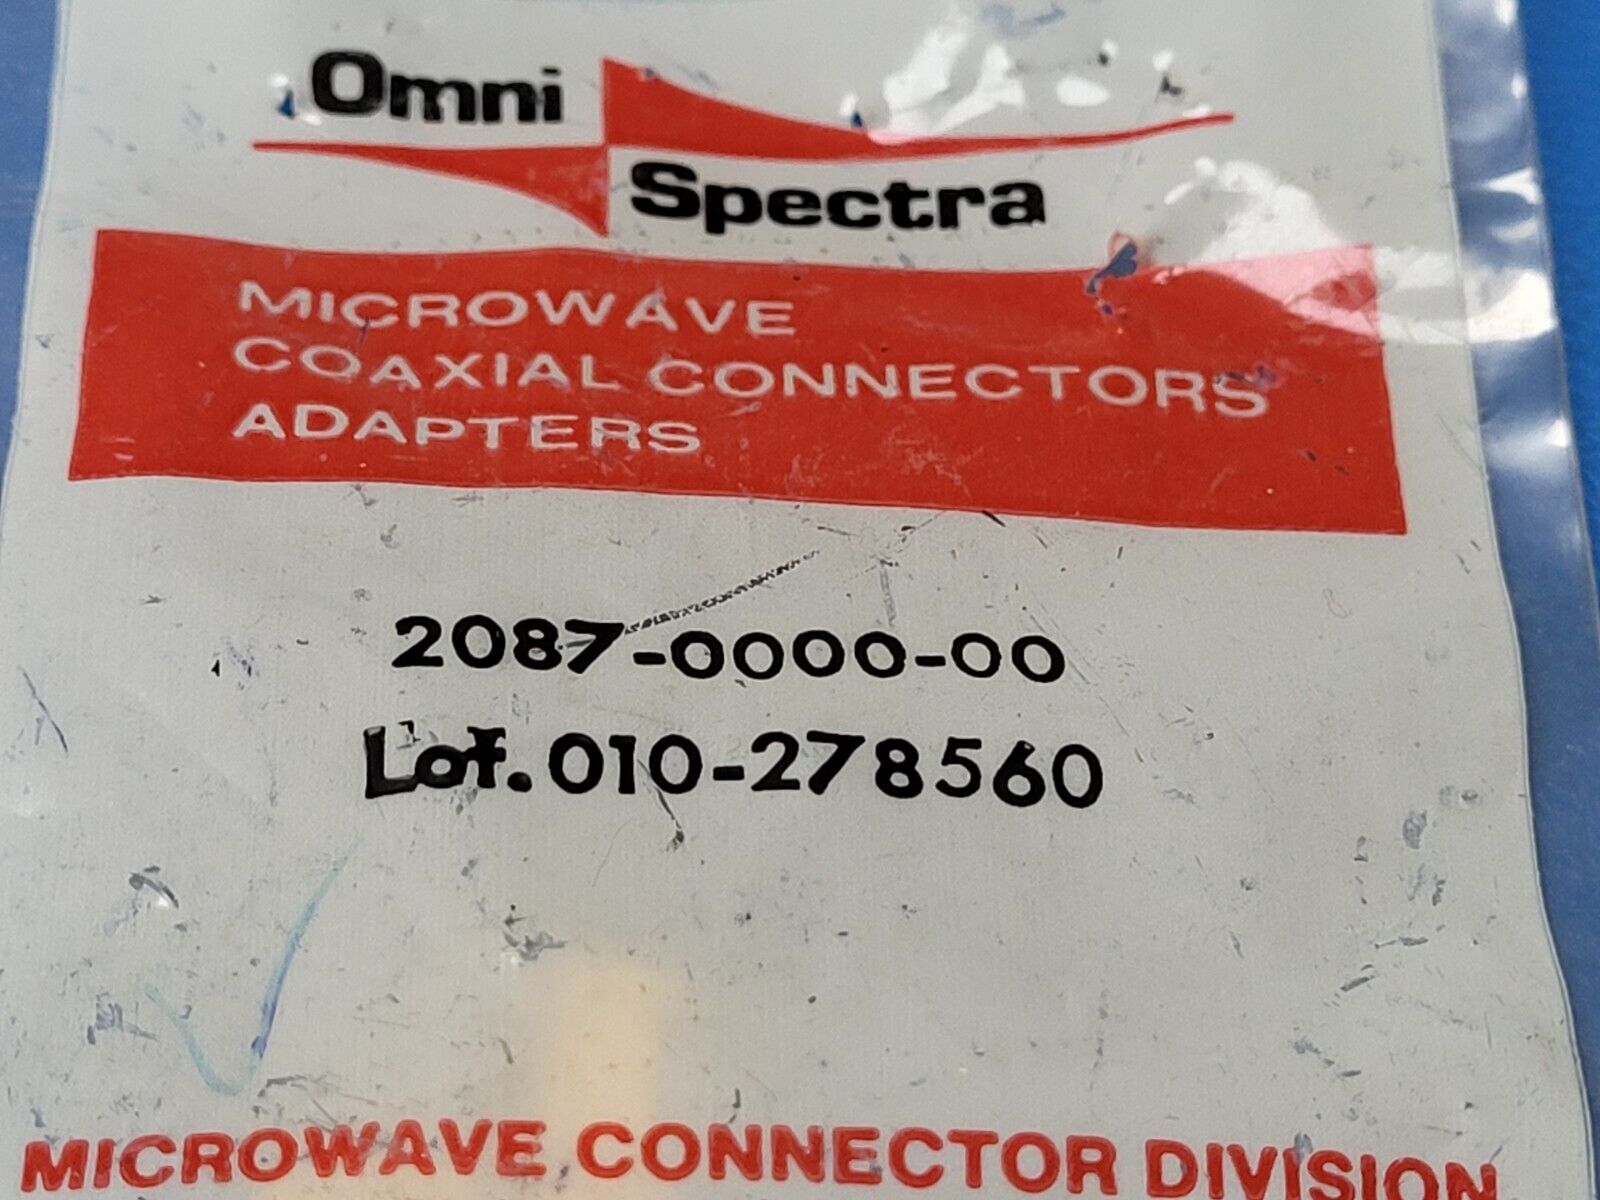 Omni
Spectra
MICROWAVE
COAXIAL CONNECTORS
ADAPTERS
2087-0000-00
Lot.010-278560
MICROWAVE CONNECTOR DIVISION